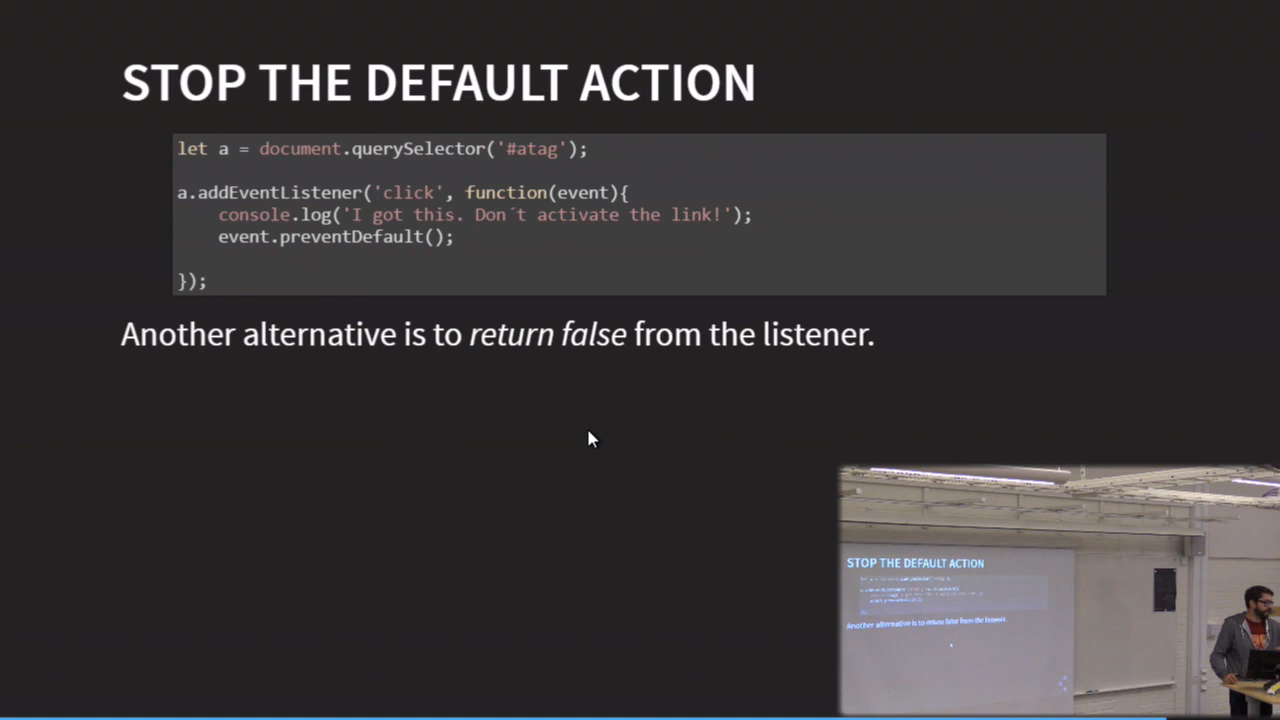 STOP THE DEFAULT ACTION
let a = document.querySelector('#atag');
a.addEventListener('click', function(event){
console.log('I got this. Don´t activate the link!');
event.preventDefault();
});
Another alternative is to return false from the listener.
STOP THE DEFAULT ACTION
Another alternative is to return false from the listener.